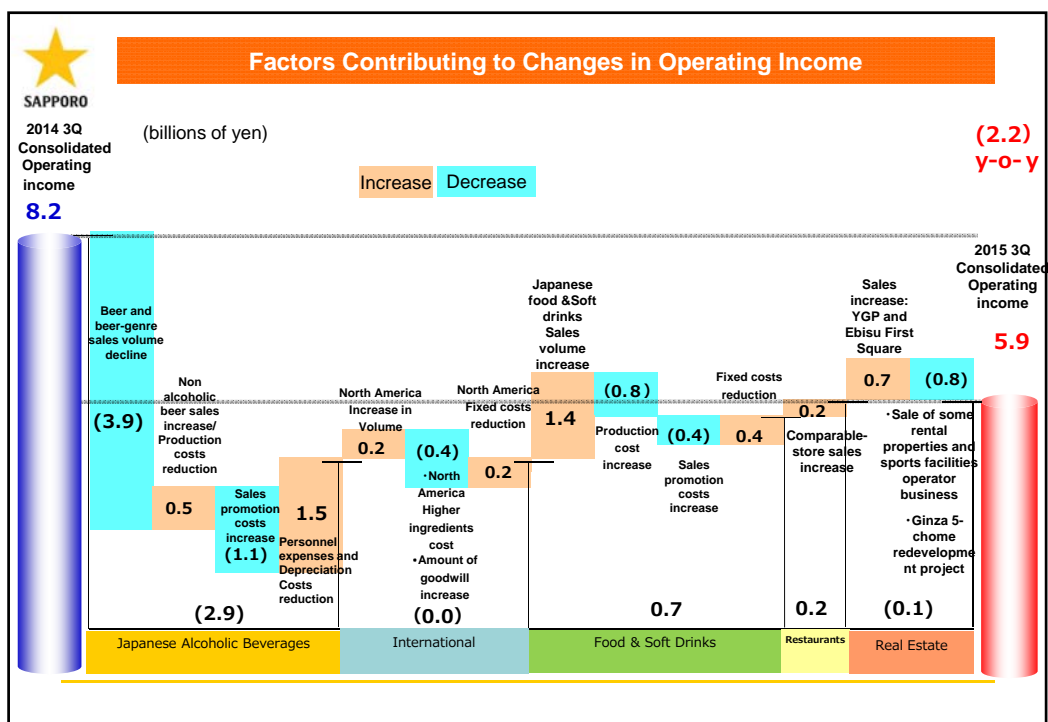 Factors Contributing to Changes in Operating Income
SAPPORO
2014 3Q
Consolidated
Operating
income
8.2
(billions of yen)
(2.2)
y-o-y
Increase
Decrease
2015 3Q
Consolidated
Operating
income
5.9
Beer and
beer-genre
sales volume
decline
(3.9)
Non
alcoholic
beer sales
increase/
Production
costs
reduction
0.5
Sales
promotion
costs
increase
(1.1)
1.5
Personnel
expenses and
Depreciation
Costs
reduction
North America
Increase in
Volume
0.2
(0.4)
・North
America
Higher
ingredients
cost
・Amount of
goodwill
increase
North America
Fixed costs
reduction
0.2
Japanese
food &Soft
drinks
Sales
volume
increase
1.4
(0.8)
Production
cost
increase
(0.4)
Sales
promotion
costs
increase
Fixed costs
reduction
0.4
0.2
Comparable-
store sales
increase
Sales
increase:
YGP and
Ebisu First
Square
0.7
(0.8)
・Sale of some
rental
properties and
sports facilities
operator
business
・Ginza 5-
chome
redevelopme
nt project
(2.9)
(0.0)
0.7
0.2
(0.1)
Japanese Alcoholic Beverages
International
Food & Soft Drinks
Restaurants
Real Estate